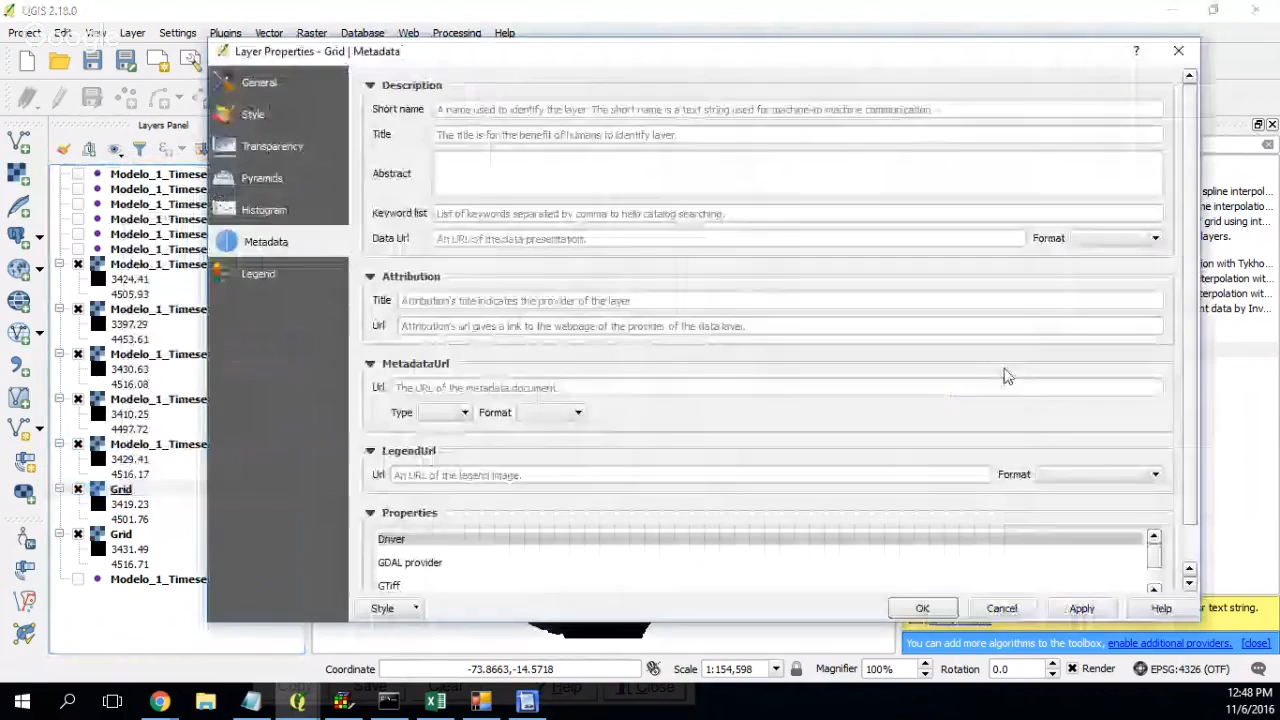 QGIS 2.18.0
Project Edit View Layer Settings Plugins Vector Raster Database Web Processing Help
Google
Layer Properties - Grid | Metadata
?
Layers Panel
General
Style
Transparency
Pyramids
Histogram
Metadata
Legend
Modelo_1_Timese
Modelo_1_Timese
Modelo_1_Timese
Modelo_1_Timese
Modelo_1_Timese
Modelo_1_Timese
Modelo_1_Timese
3424.41
4505.93
Modelo_1_Timese
3397.29
4453.61
Modelo_1_Timese
3430.63
4516.08
Modelo_1_Timese
3410.25
4497.72
Modelo_1_Timese
3429.41
4516.17
Grid
3419.23
4501.76
Grid
3431.49
4516.71
Modelo_1_Timese
Description
Short name A name used to identify the layer. The short name is a text string used for machine-to machine communication.
Title The title is for the benefit of humans to identify layer.
Abstract
Keyword list List of keywords separated by comma to help catalog searching.
Data Url An URL of the data presentation. Format
Attribution
Title Attribution's title indicates the provider of the layer
Url Attribution's url gives a link to the webpage of the provider of the data layer.
MetadataUrl
Url The URL of the metadata document.
Type Format
LegendUrl
Url An URL of the legend image. Format
Properties
Driver
GDAL provider
GTiff
Style OK Cancel Apply Help
spline interpol...
e interpolatio...
grid using int...
ayers.
on with Tykho...
terpolation wit...
terpolation wit...
nt data by Inv...
r text string.
You can add more algorithms to the toolbox, enable additional providers. [close]
Coordinate -73.8663,-14.5718 Scale 1:154,598 Magnifier 100% Rotation 0.0 Render EPSG:4326 (OTF)
Copy Save Clear Help Close
12:48 PM
11/6/2016